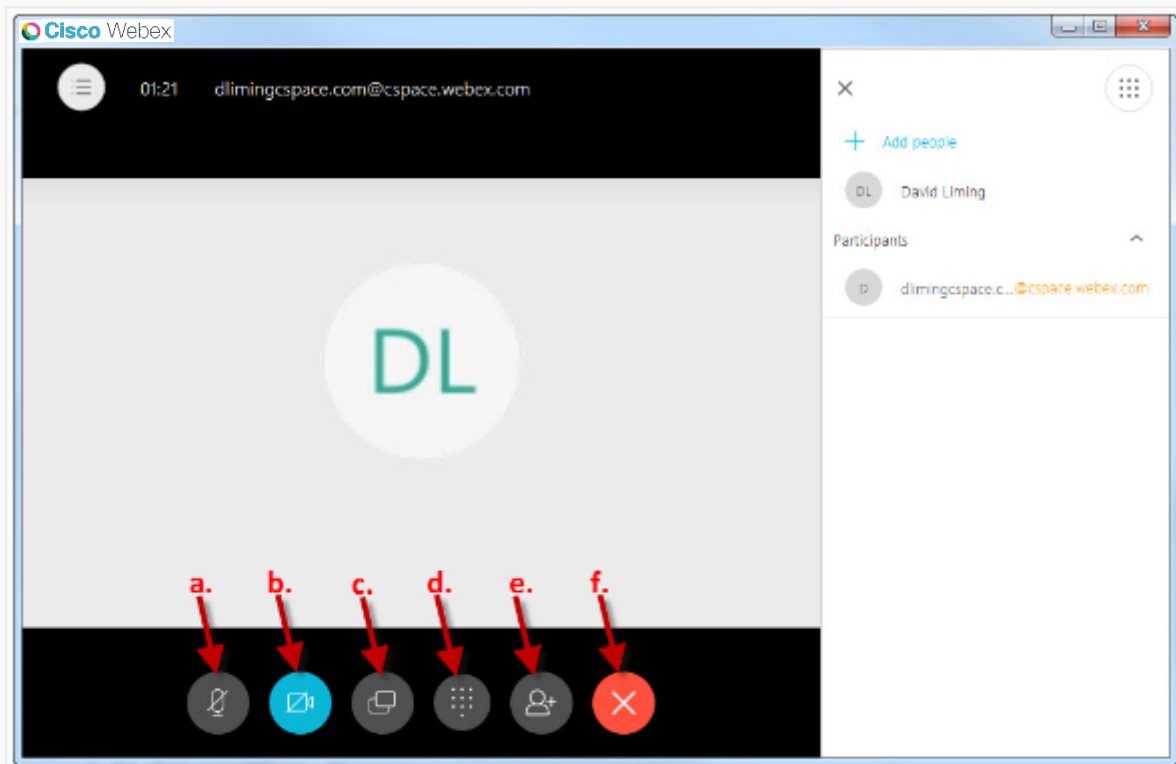 Cisco Webex
01:21 dlimingcspace.com@cspace.webex.com
Add people
DL David Liming
Participants
D dlimingcspace.c...@cspace.webex.com
DL
a. b. c. d. e. f.